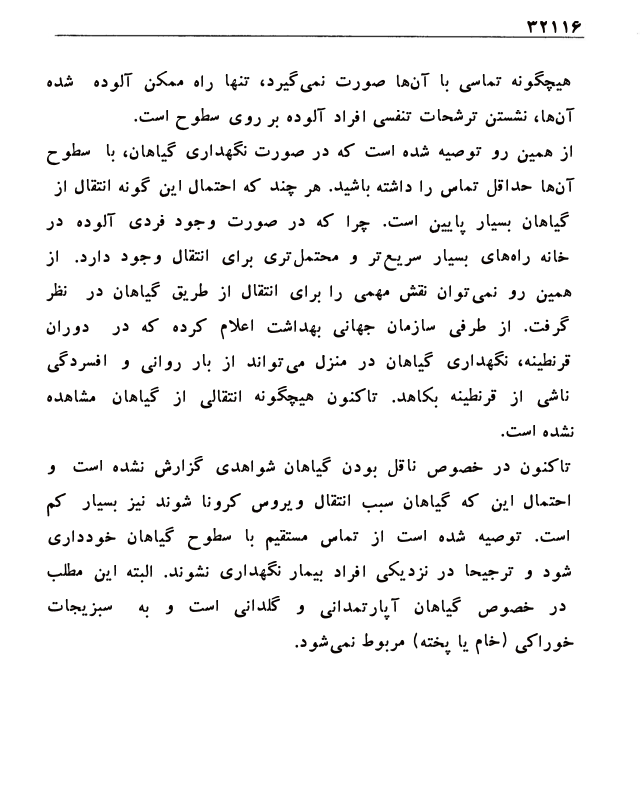 ۳۲۱۱۶
هیچگونه تماسی با آن‌ها صورت نمی‌گیرد، تنها راه ممکن آلوده شده
آن‌ها، نشستن ترشحات تنفسی افراد آلوده بر روی سطوح است.
از همین رو توصیه شده است که در صورت نگهداری گیاهان، با سطوح
آن‌ها حداقل تماس را داشته باشید. هر چند که احتمال این گونه انتقال از
گیاهان بسیار پایین است. چرا که در صورت وجود فردی آلوده در
خانه راه‌های بسیار سریع‌تر و محتمل‌تری برای انتقال وجود دارد. از
همین رو نمی‌توان نقش مهمی را برای انتقال از طریق گیاهان در نظر
گرفت. از طرفی سازمان جهانی بهداشت اعلام کرده که در دوران
قرنطینه، نگهداری گیاهان در منزل می‌تواند از بار روانی و افسردگی
ناشی از قرنطینه بکاهد. تاکنون هیچگونه انتقالی از گیاهان مشاهده
نشده است.
تاکنون در خصوص ناقل بودن گیاهان شواهدی گزارش نشده است و
احتمال این که گیاهان سبب انتقال ویروس کرونا شوند نیز بسیار کم
است. توصیه شده است از تماس مستقیم با سطوح گیاهان خودداری
شود و ترجیحا در نزدیکی افراد بیمار نگهداری نشوند. البته این مطلب
در خصوص گیاهان آپارتمدانی و گلدانی است و به سبزیجات
خوراکی (خام یا پخته) مربوط نمی‌شود.